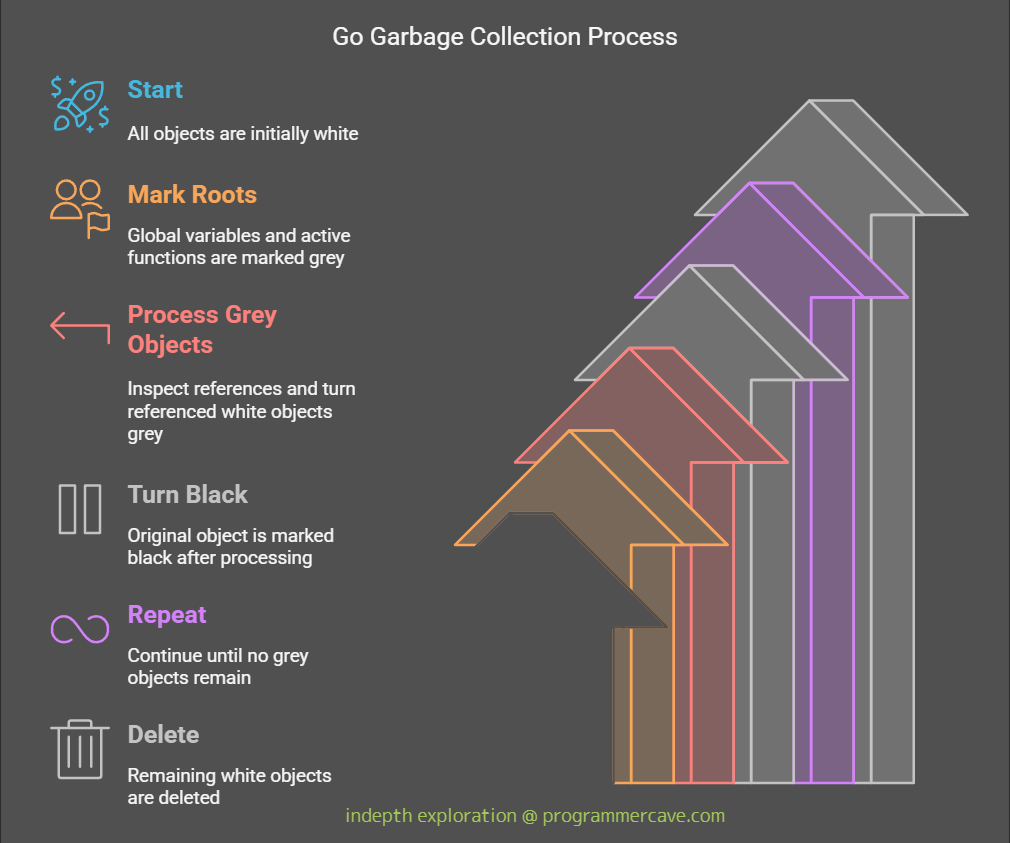 Go Garbage Collection Process
Start
All objects are initially white
Mark Roots
Global variables and active
functions are marked grey
Process Grey
Objects
Inspect references and turn
referenced white objects
grey
Turn Black
Original object is marked
black after processing
Repeat
Continue until no grey
objects remain
Delete
Remaining white objects
are deleted
indepth exploration @ programmercave.com